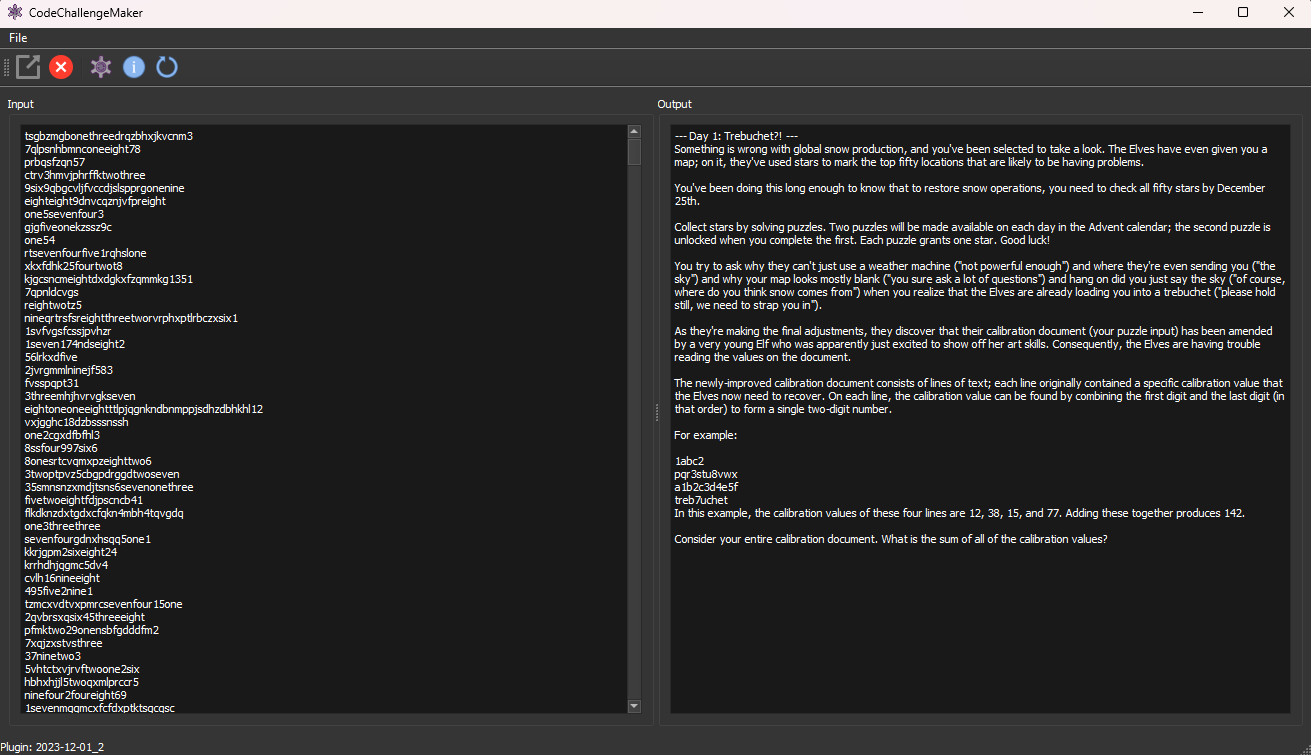 CodeChallengeMaker
File
Input
tsgbzmgbonethreedrqzbhxjkvcnm3
7qlpsnhbmnconeeight78
prbqsfzqn57
ctrv3hmvjphrffktwothree
9six9qbgcvljfvccdjslspprgonenine
eighteight9dnvcqznjvfpreight
one5sevenfour3
gjgfiveonekzssz9c
one54
rtsevenfourfive1rqhslone
xkxfdhk25fourtwot8
kjgcsncmeightdxdgkxfzqmmkg1351
7qpnldcvgs
reightwotz5
nineqrtrsfsreightthreetworvrphxptlrbczxsix1
1svfvgsfcssjpvhzr
1seven174ndseight2
56lrkxdfive
2jvrgmmlninejf583
fvsspqpt31
3threemhjhvrvgkseven
eightoneoneeightttlpjqgnkndbnmppjsdhzdbhkhl12
vxjgghc18dzbsssnssh
one2cgxdfbfhl3
8ssfour997six6
8onesrtcvqmxpzeighttwo6
3twoptpvz5cbgpdrggdtwoseven
35smnsnzxmdjtsns6sevenonethree
fivetwoeightfdjpscncb41
flkdknzdxtgdxcfqkn4mbh4tqvgdq
one3threethree
sevenfourgdnxhsqq5one1
kkrjgpm2sixeight24
krrhdhjqgmc5dv4
cvlh16nineeight
495five2nine1
tzmcxvdtvxpmrcsevenfour15one
2qvbrsxqsix45threeeight
pfmktwo29onensbfgdddfm2
7xqjzxstvsthree
37ninetwo3
5vhtctxvjrvftwoone2six
hbhxhjjl5twoqxmlprccr5
ninefour2foureight69
1sevenmqqmcxfcfdxptktsgcgsc
Output
--- Day 1: Trebuchet?! ---
Something is wrong with global snow production, and you've been selected to take a look. The Elves have even given you a
map; on it, they've used stars to mark the top fifty locations that are likely to be having problems.
You've been doing this long enough to know that to restore snow operations, you need to check all fifty stars by December
25th.
Collect stars by solving puzzles. Two puzzles will be made available on each day in the Advent calendar; the second puzzle is
unlocked when you complete the first. Each puzzle grants one star. Good luck!
You try to ask why they can't just use a weather machine ("not powerful enough") and where they're even sending you ("the
sky") and why your map looks mostly blank ("you sure ask a lot of questions") and hang on did you just say the sky ("of course,
where do you think snow comes from") when you realize that the Elves are already loading you into a trebuchet ("please hold
still, we need to strap you in").
As they're making the final adjustments, they discover that their calibration document (your puzzle input) has been amended
by a very young Elf who was apparently just excited to show off her art skills. Consequently, the Elves are having trouble
reading the values on the document.
The newly-improved calibration document consists of lines of text; each line originally contained a specific calibration value that
the Elves now need to recover. On each line, the calibration value can be found by combining the first digit and the last digit (in
that order) to form a single two-digit number.
For example:
1abc2
pqr3stu8vwx
a1b2c3d4e5f
treb7uchet
In this example, the calibration values of these four lines are 12, 38, 15, and 77. Adding these together produces 142.
Consider your entire calibration document. What is the sum of all of the calibration values?
Plugin: 2023-12-01_2